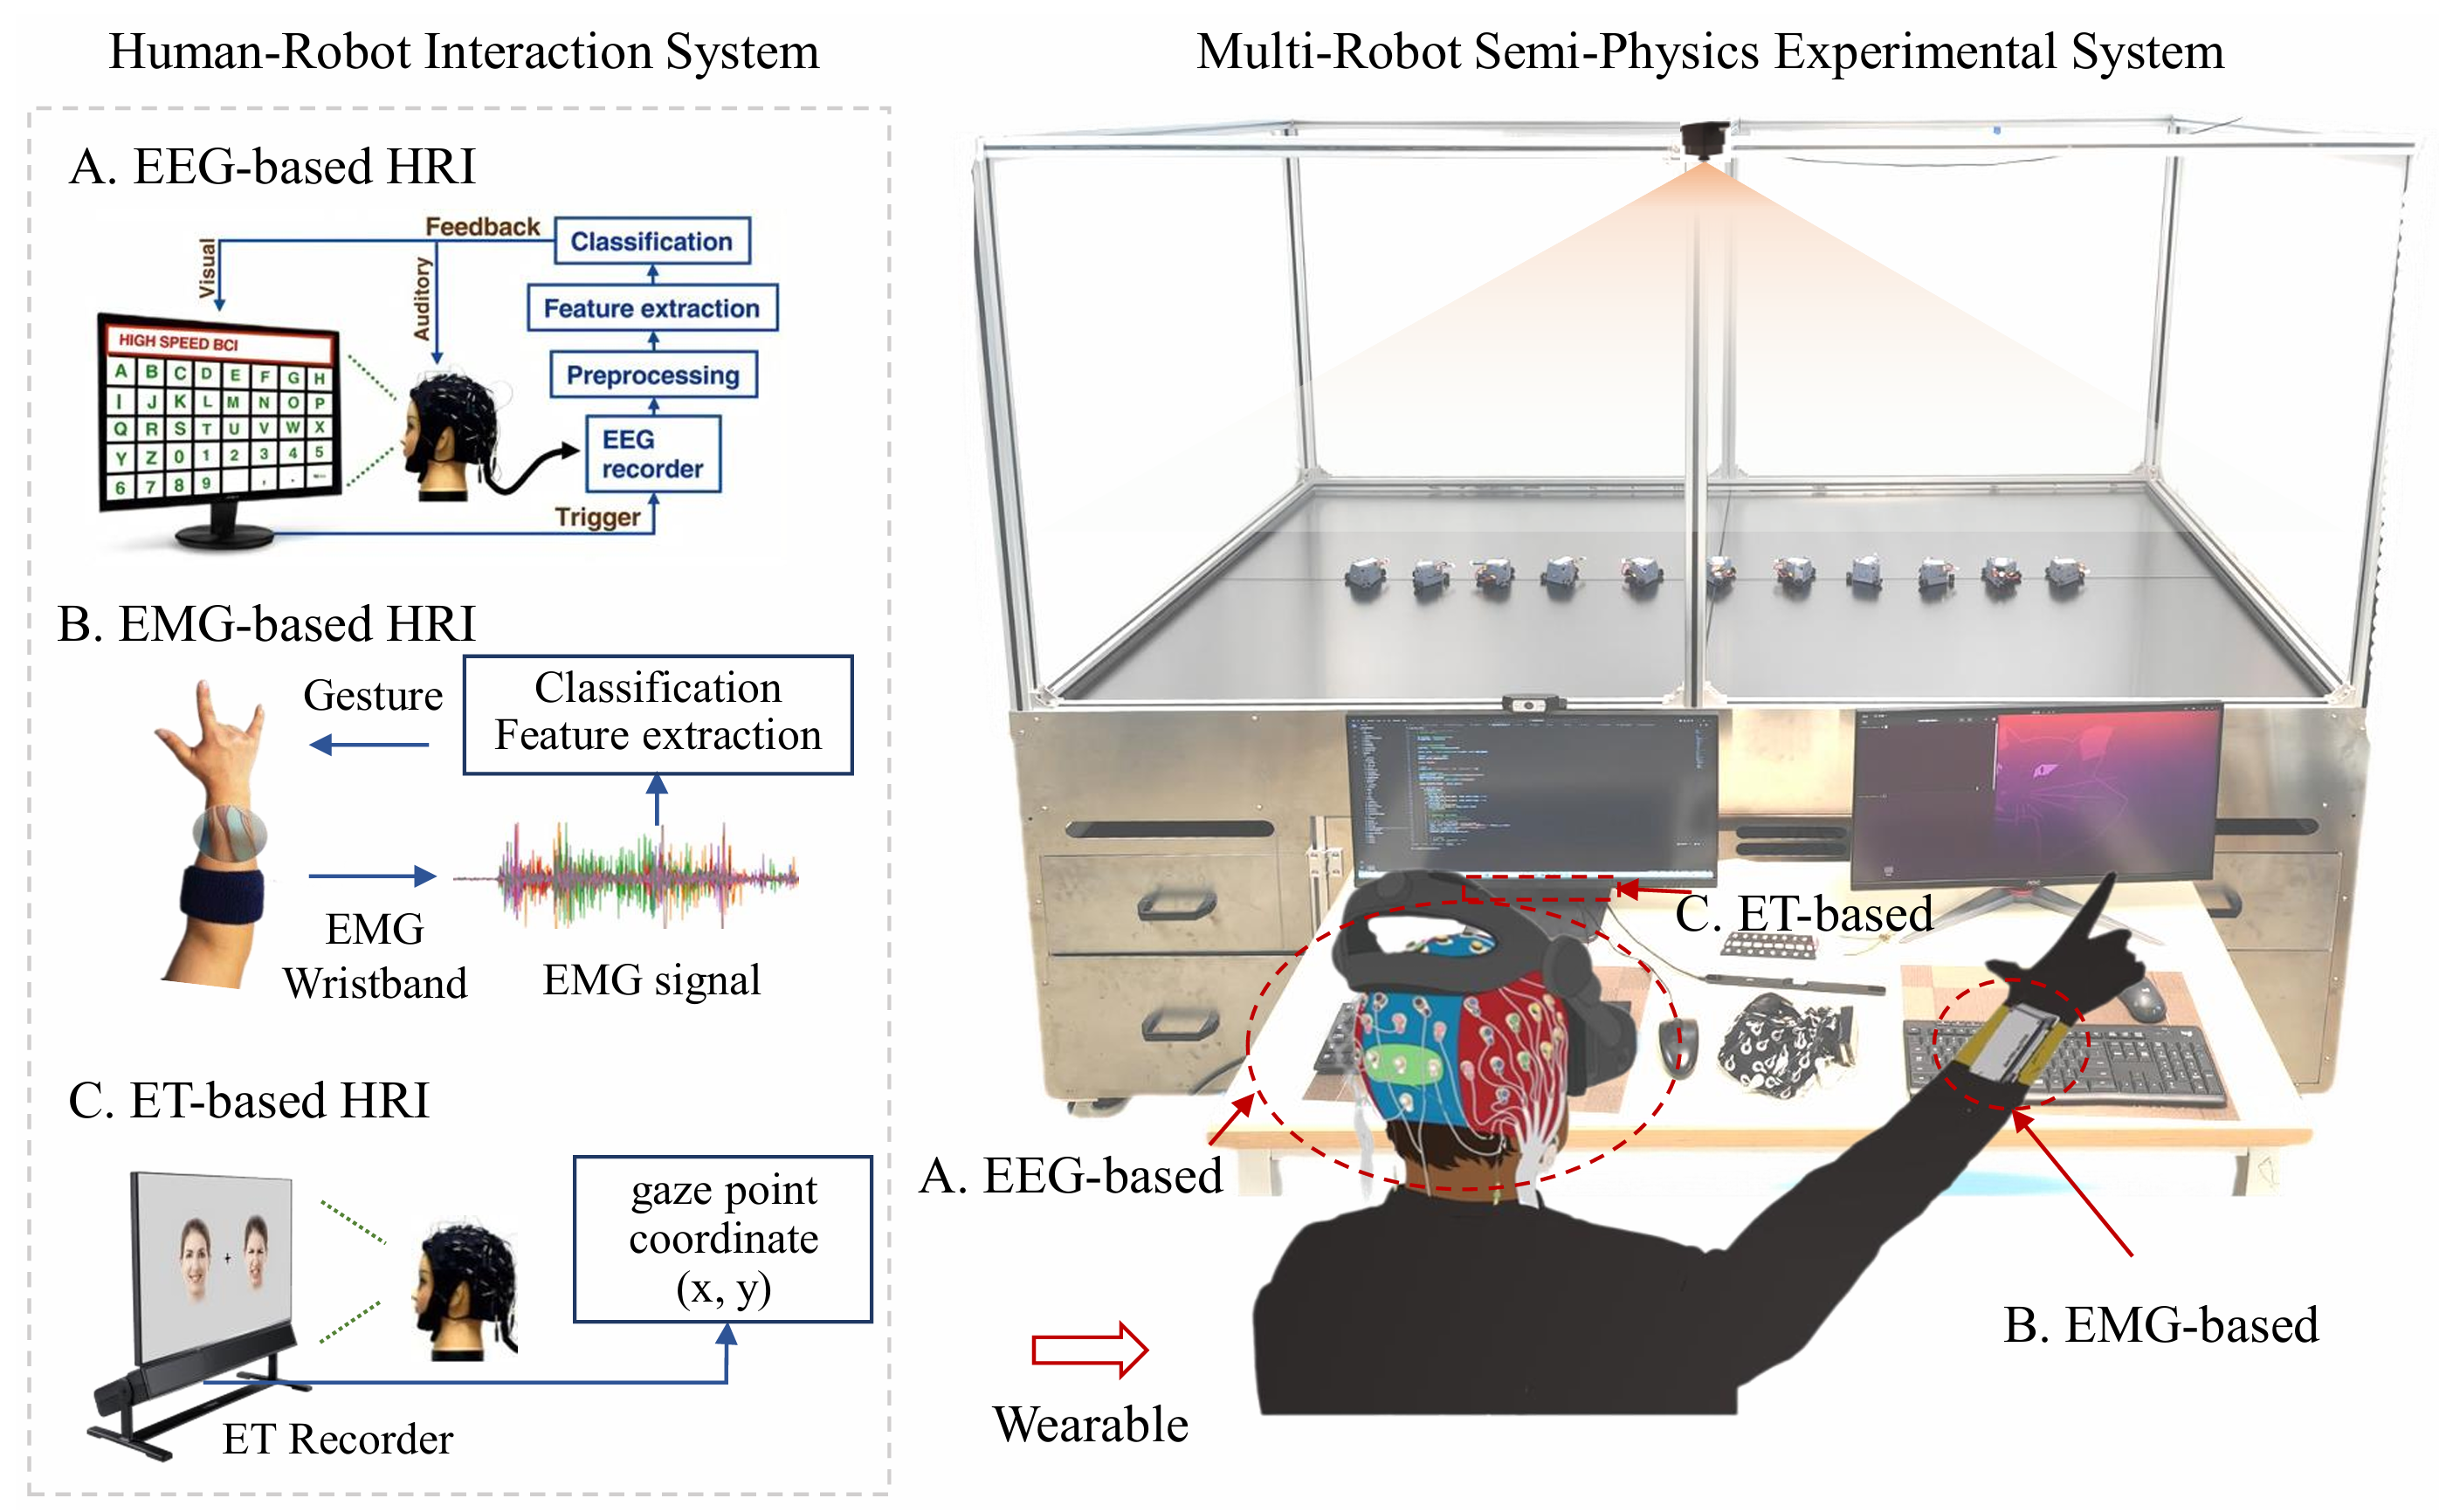 Human-Robot Interaction System
Multi-Robot Semi-Physics Experimental System
A. EEG-based HRI
Feedback
Visual
Auditory
Classification
Feature extraction
Preprocessing
EEG
recorder
Trigger
HIGH SPEED BCI
A B C D E F G H
I J K L M N O P
Q R S T U V W X
Y Z 0 1 2 3 4 5
6 7 8 9 , .
B. EMG-based HRI
Gesture
Classification
Feature extraction
EMG
Wristband
EMG signal
C. ET-based HRI
gaze point
coordinate
(x, y)
ET Recorder
C. ET-based
A. EEG-based
B. EMG-based
Wearable